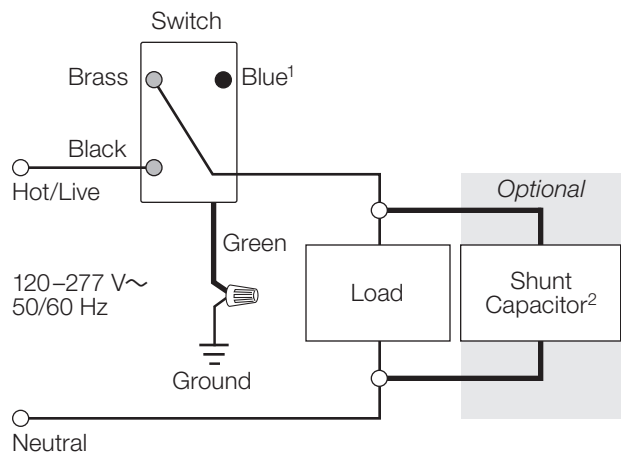 Switch
Brass
Blue¹
Black
Hot/Live
Optional
Green
120–277 V～
50/60 Hz
Load
Shunt
Capacitor²
Ground
Neutral